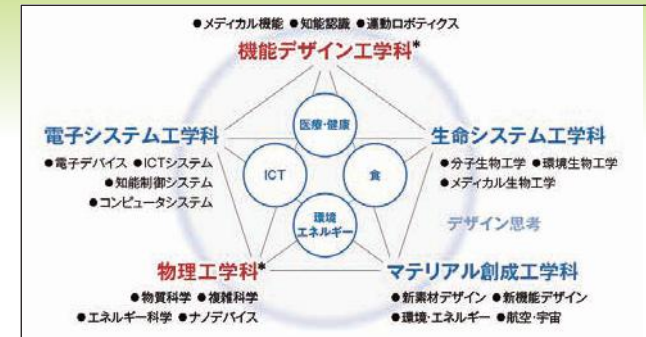 ●メディカル機能 ●知能認識 ●運動ロボティクス
機能デザイン工学科*
医療・健康
電子システム工学科
●電子デバイス ●ICTシステム
●知能制御システム
●コンピュータシステム
生命システム工学科
●分子生物工学 ●環境生物工学
●メディカル生物工学
ICT
食
環境
エネルギー
デザイン思考
物理工学科*
●物質科学 ●複雑科学
●エネルギー科学 ●ナノデバイス
マテリアル創成工学科
●新素材デザイン ●新機能デザイン
●環境・エネルギー ●航空・宇宙